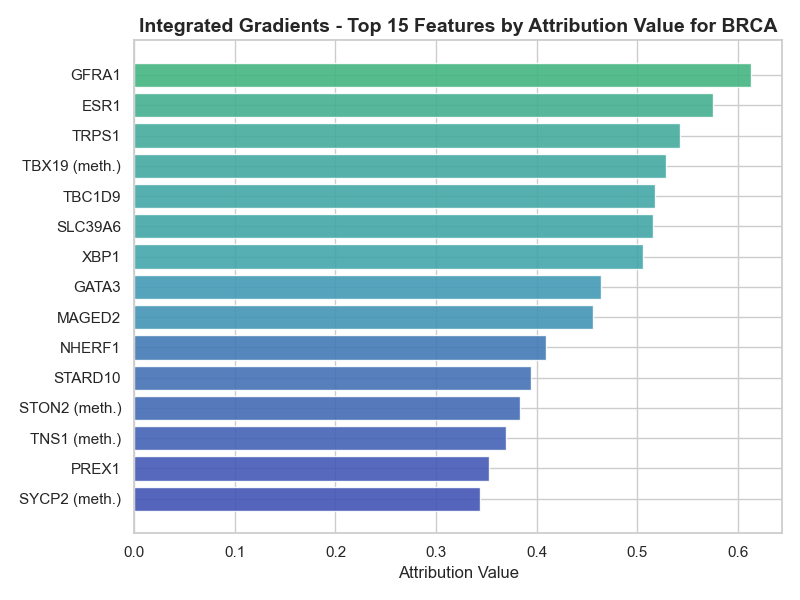 Integrated Gradients - Top 15 Features by Attribution Value for BRCA
GFRA1
ESR1
TRPS1
TBX19 (meth.)
TBC1D9
SLC39A6
XBP1
GATA3
MAGED2
NHERF1
STARD10
STON2 (meth.)
TNS1 (meth.)
PREX1
SYCP2 (meth.)
0.0 0.1 0.2 0.3 0.4 0.5 0.6
Attribution Value